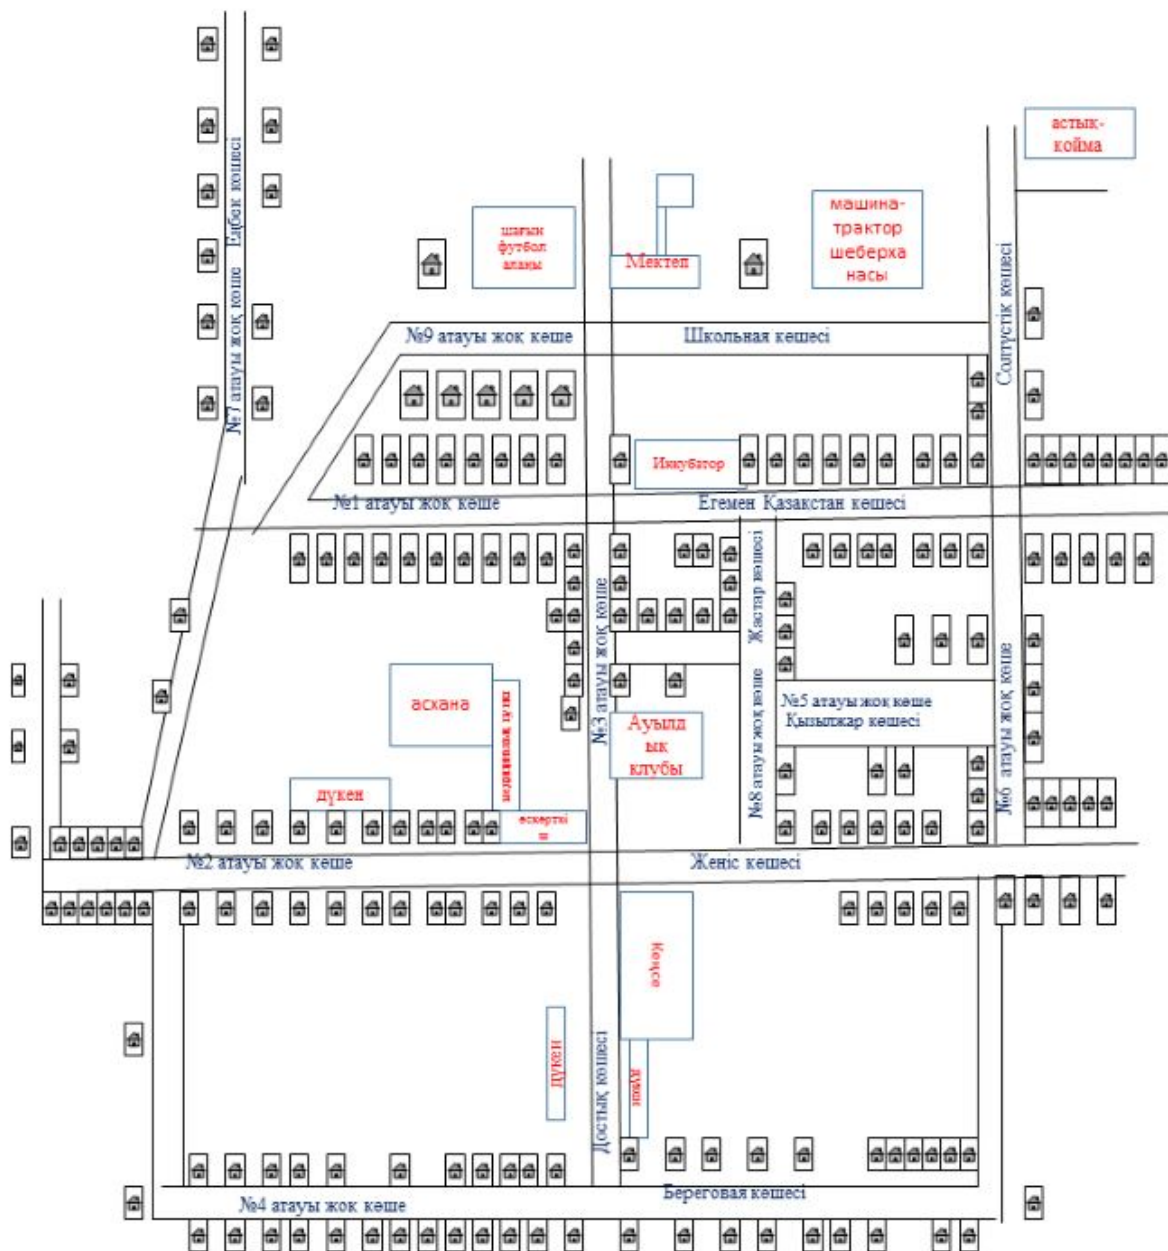 астық-
қойма
машина-
трактор
шеберха
насы
шағын
футбол
алаңы
Мектеп
№7 атауы жоқ көше Еңбек көшесі
№9 атауы жоқ көше
Школьная көшесі
Солтүстік көшесі
Инкубатор
№1 атауы жоқ көше
Егемен Қазақстан көшесі
№3 атауы жоқ көше
№8 атауы жоқ көше Жастар көшесі
асхана
Ауылд
ық
клубы
№5 атауы жоқ көше
Қызылжар көшесі
№6 атауы жоқ көше
дүкен
ескерткі
ш
№2 атауы жоқ көше
Жеңіс көшесі
Кеңсе
дүкен
дүкен
Достық көшесі
Береговая көшесі
№4 атауы жоқ көше